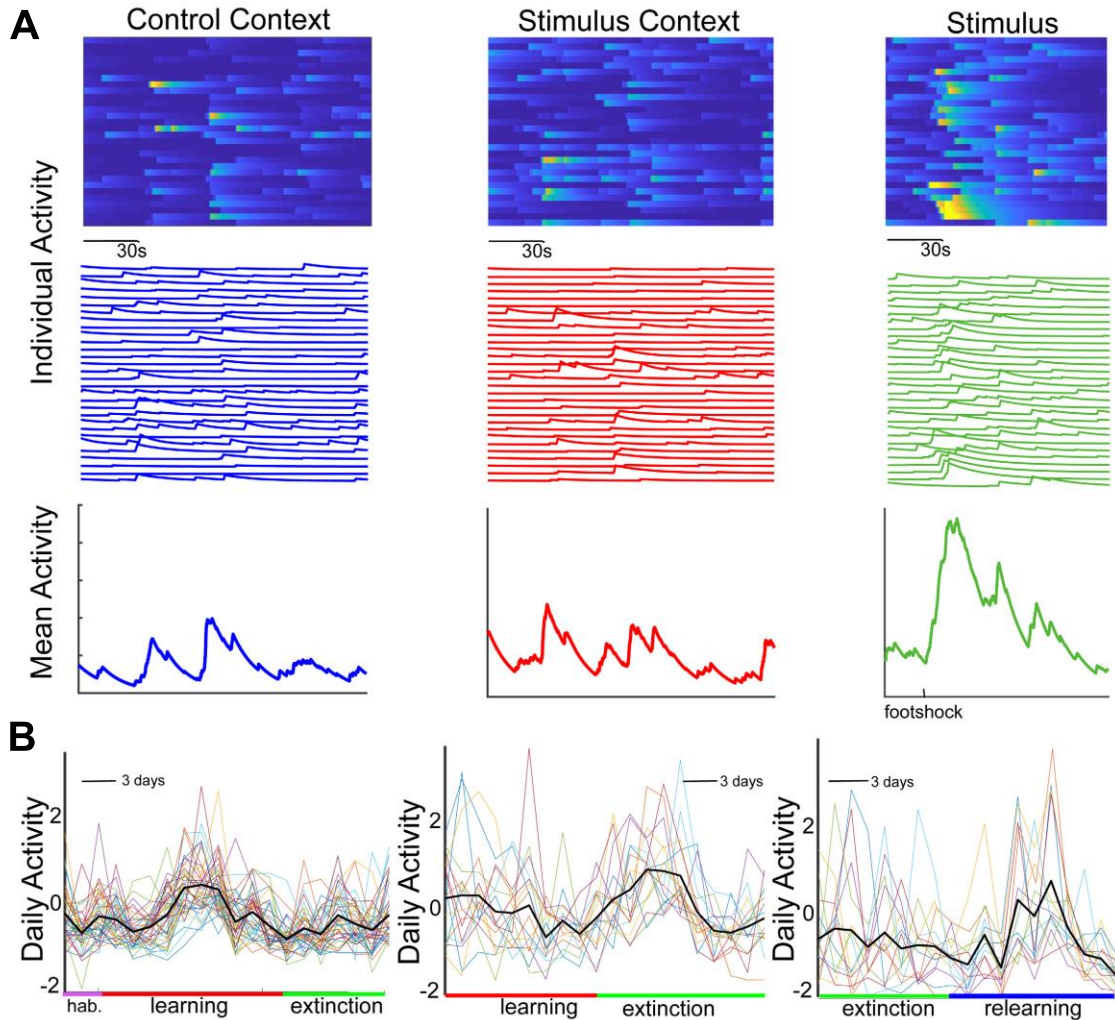 A
Control Context
Stimulus Context
Stimulus
Individual Activity
30s
30s
30s
Mean Activity
footshock
B
Daily Activity
2
0
-2
3 days
hab.
learning
extinction
Daily Activity
2
0
-2
3 days
learning
extinction
Daily Activity
2
0
-2
3 days
extinction
relearning